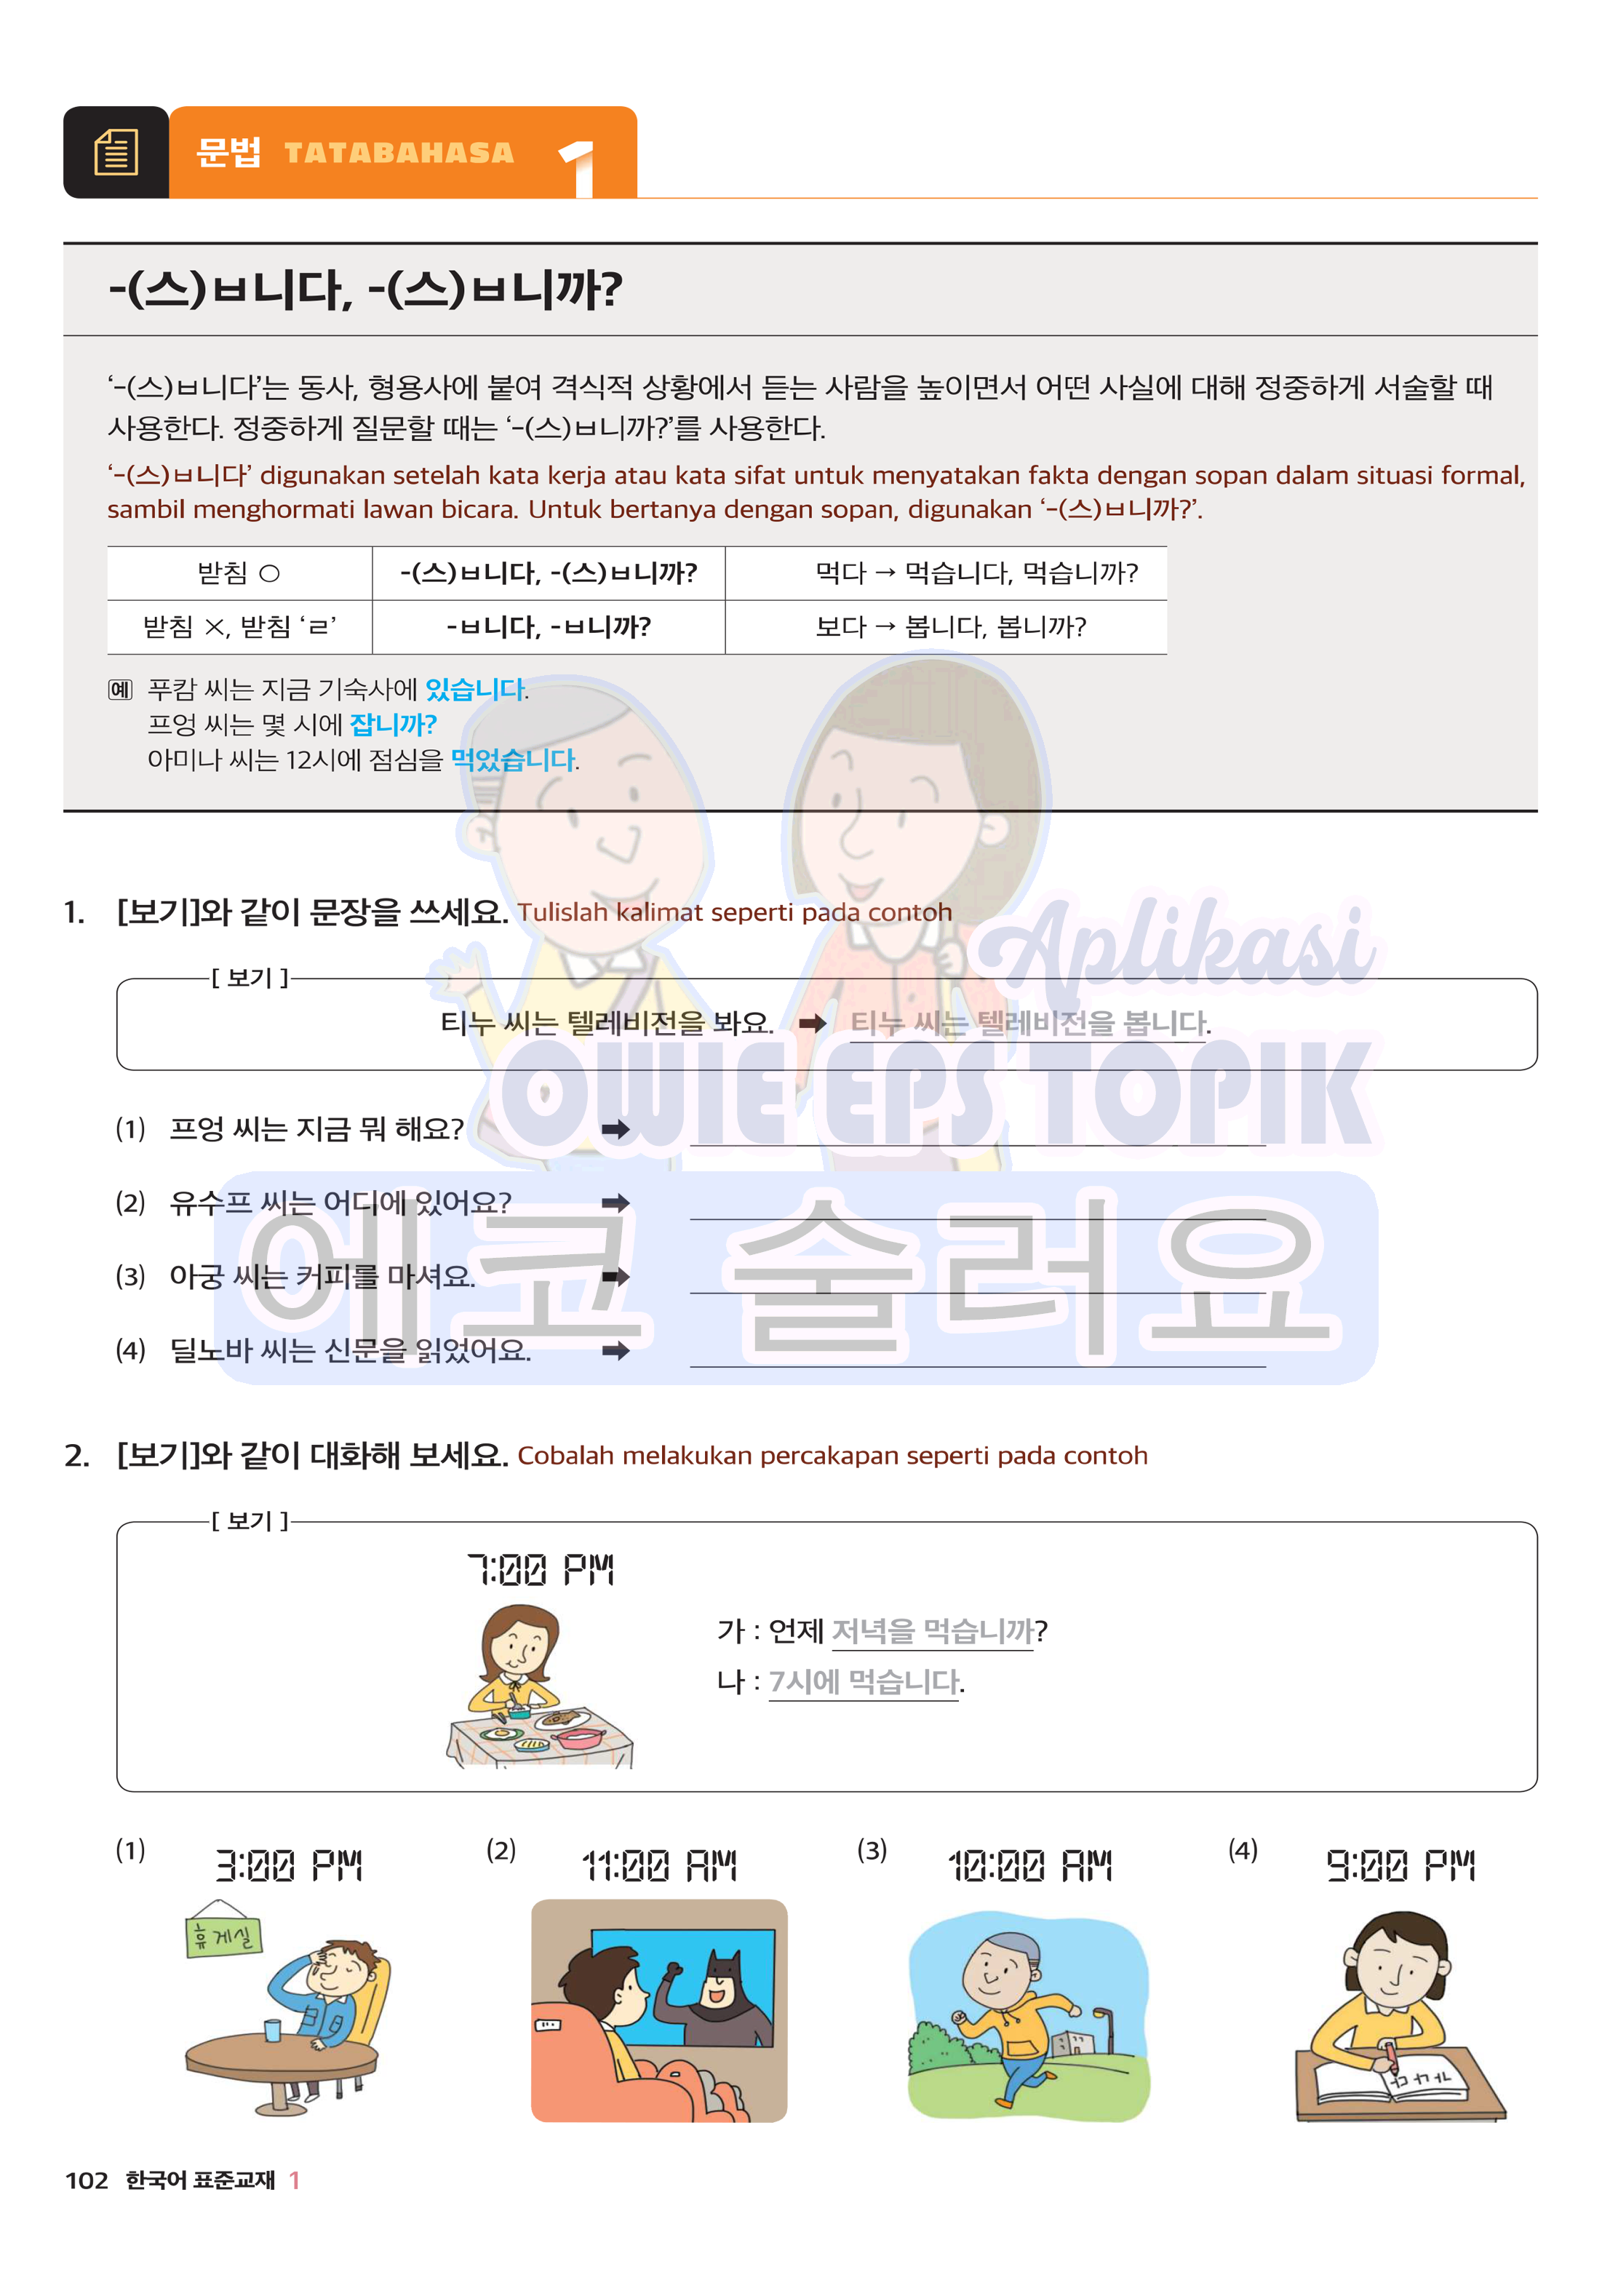 문법 TATABAHASA 1
-(스)ㅂ니다, -(스)ㅂ니까?
‘-(스)ㅂ니다’는 동사, 형용사에 붙여 격식적 상황에서 듣는 사람을 높이면서 어떤 사실에 대해 정중하게 서술할 때
사용한다. 정중하게 질문할 때는 ‘-(스)ㅂ니까?’를 사용한다.
‘-(스)ㅂ니다’ digunakan setelah kata kerja atau kata sifat untuk menyatakan fakta dengan sopan dalam situasi formal,
sambil menghormati lawan bicara. Untuk bertanya dengan sopan, digunakan ‘-(스)ㅂ니까?’.
받침 ○ -(스)ㅂ니다, -(스)ㅂ니까? 먹다 → 먹습니다, 먹습니까?
받침 ×, 받침 ‘ㄹ’ -ㅂ니다, -ㅂ니까? 보다 → 봅니다, 봅니까?
예 푸캄 씨는 지금 기숙사에 있습니다.
프엉 씨는 몇 시에 잡니까?
아미나 씨는 12시에 점심을 먹었습니다.
1. [보기]와 같이 문장을 쓰세요. Tulislah kalimat seperti pada contoh
[ 보기 ]
티누 씨는 텔레비전을 봐요. ➡ 티누 씨는 텔레비전을 봅니다.
(1) 프엉 씨는 지금 뭐 해요? ➡
(2) 유수프 씨는 어디에 있어요? ➡
(3) 아궁 씨는 커피를 마셔요. ➡
(4) 딜노바 씨는 신문을 읽었어요. ➡
Aplikasi
OWIE EPS TOPIK
에코 술러요
2. [보기]와 같이 대화해 보세요. Cobalah melakukan percakapan seperti pada contoh
[ 보기 ]
7:00 PM
가 : 언제 저녁을 먹습니까?
나 : 7시에 먹습니다.
(1) 3:00 PM (2) 11:00 AM (3) 10:00 AM (4) 9:00 PM
휴게실
102 한국어 표준교재 1